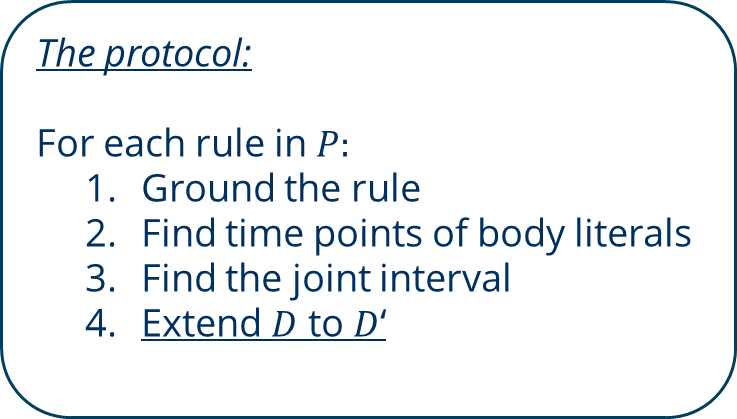 The protocol:
For each rule in P:
1. Ground the rule
2. Find time points of body literals
3. Find the joint interval
4. Extend D to D‘